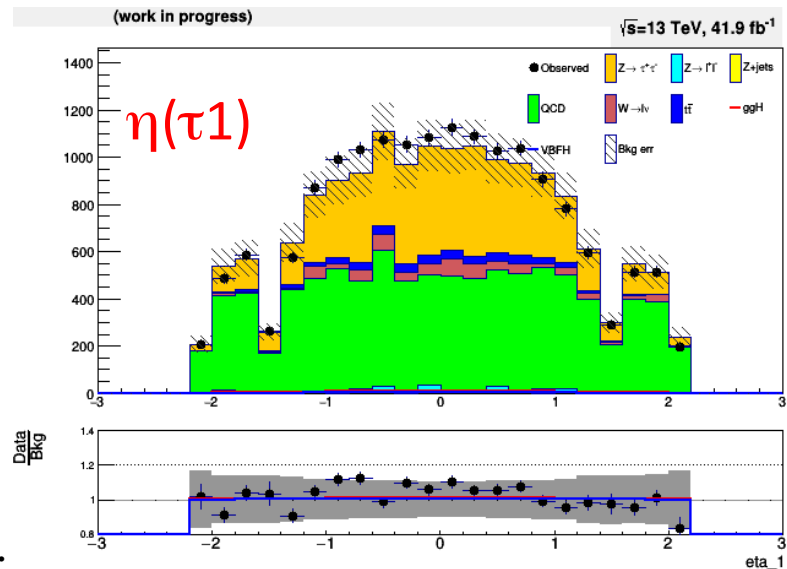 (work in progress)
√s=13 TeV, 41.9 fb⁻¹
1400
1200
1000
800
600
400
200
0
η(τ1)
Observed
Z→ τ⁺τ⁻
Z→ l⁺l⁻
Z+jets
QCD
W→lν
tt̄
ggH
VBFH
Bkg err
−3 −2 −1 0 1 2 3
Data
Bkg
1.4
1.2
1
0.8
−3 −2 −1 0 1 2 3
eta_1